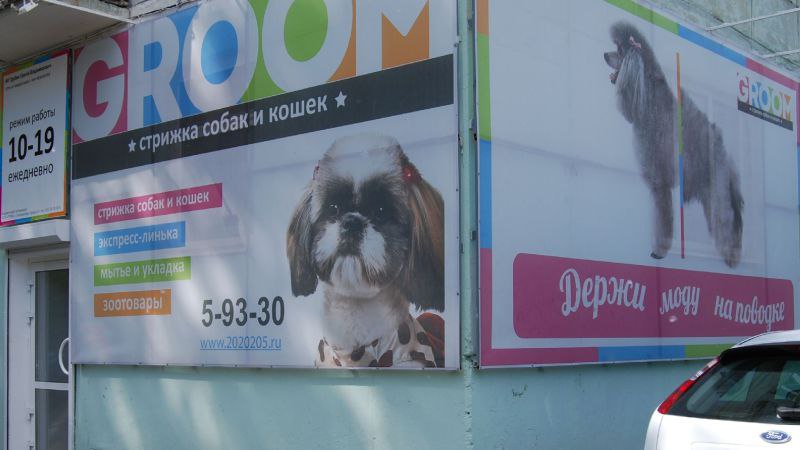 режим работы
10-19
ежедневно
GROOM
★ стрижка собак и кошек ★
стрижка собак и кошек
экспресс-линька
мытье и укладка
зоотовары
5-93-30
www.2020205.ru
GROOM
Держи моду на поводке
Ford